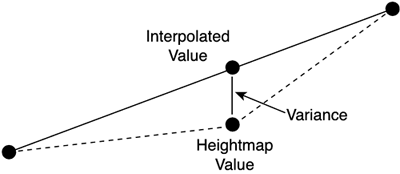 Interpolated
Value
Variance
Heightmap
Value